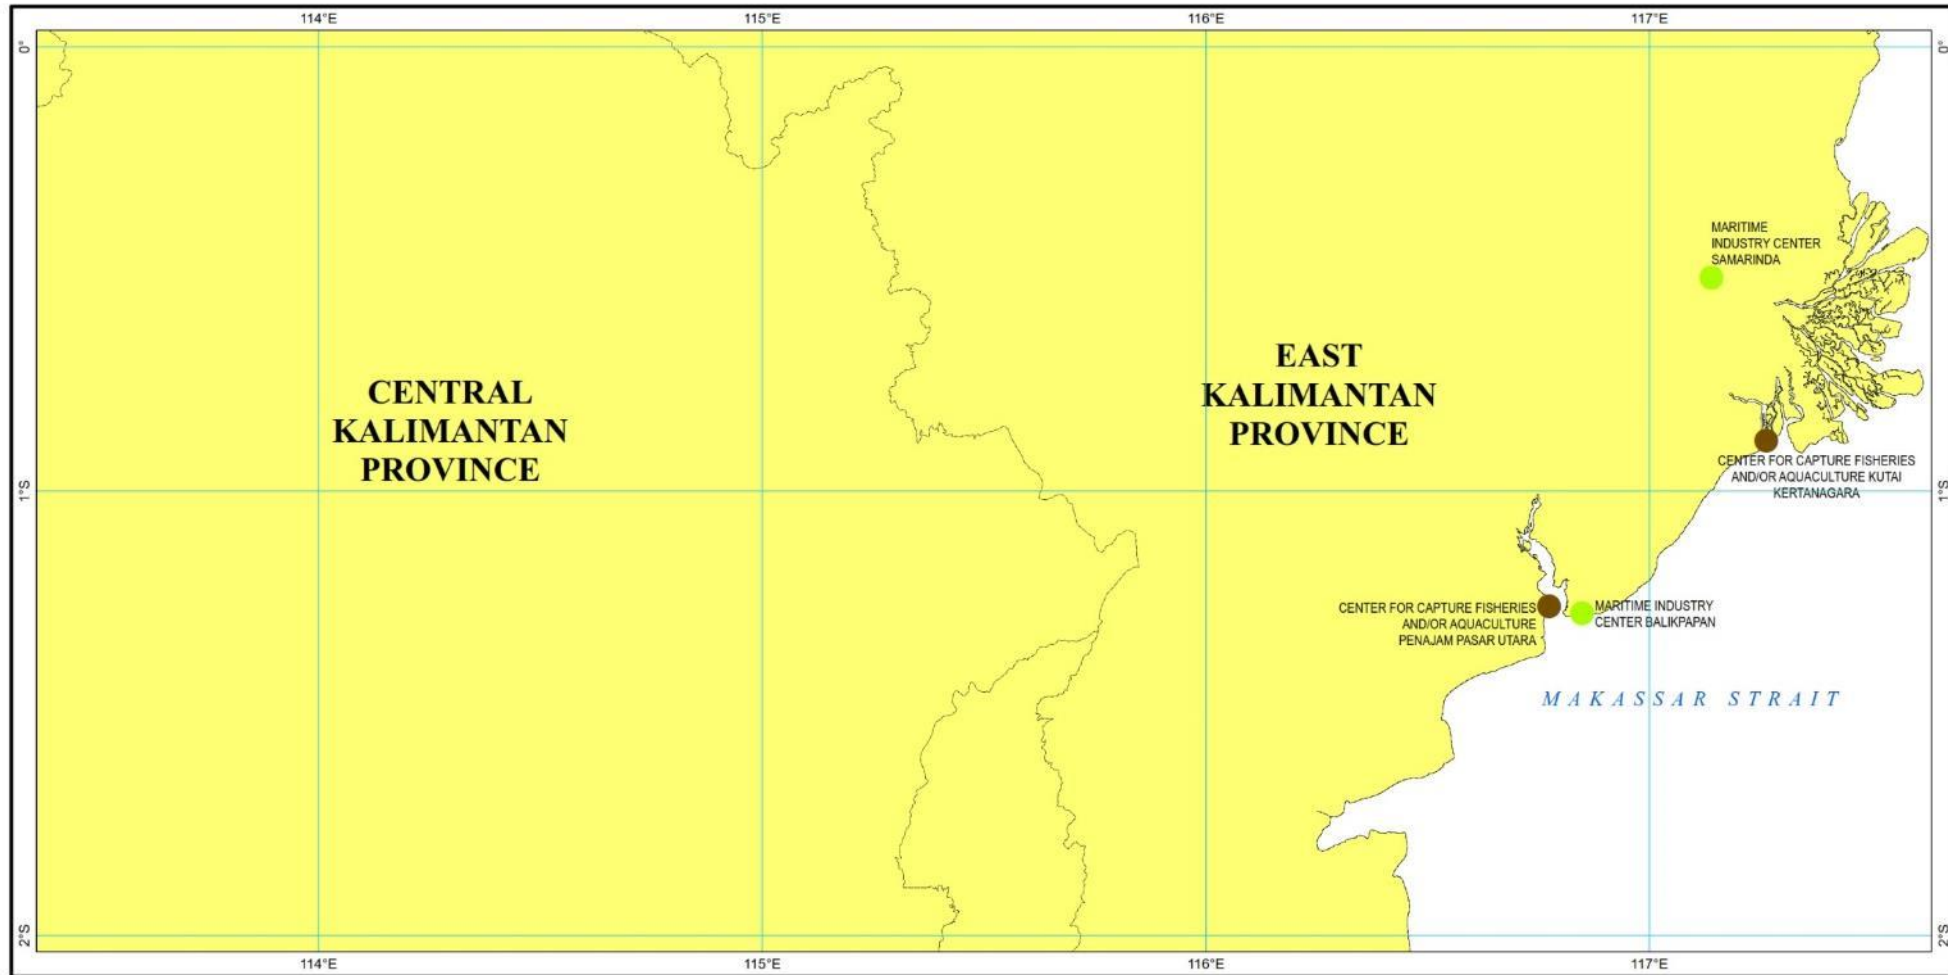 114°E
115°E
116°E
117°E
0°
0°
MARITIME
INDUSTRY CENTER
SAMARINDA
EAST
KALIMANTAN
PROVINCE
CENTRAL
KALIMANTAN
PROVINCE
CENTER FOR CAPTURE FISHERIES
AND/OR AQUACULTURE KUTAI
KERTANAGARA
1°S
1°S
CENTER FOR CAPTURE FISHERIES
AND/OR AQUACULTURE
PENAJAM PASAR UTARA
MARITIME INDUSTRY
CENTER BALIKPAPAN
MAKASSAR STRAIT
2°S
2°S
114°E
115°E
116°E
117°E